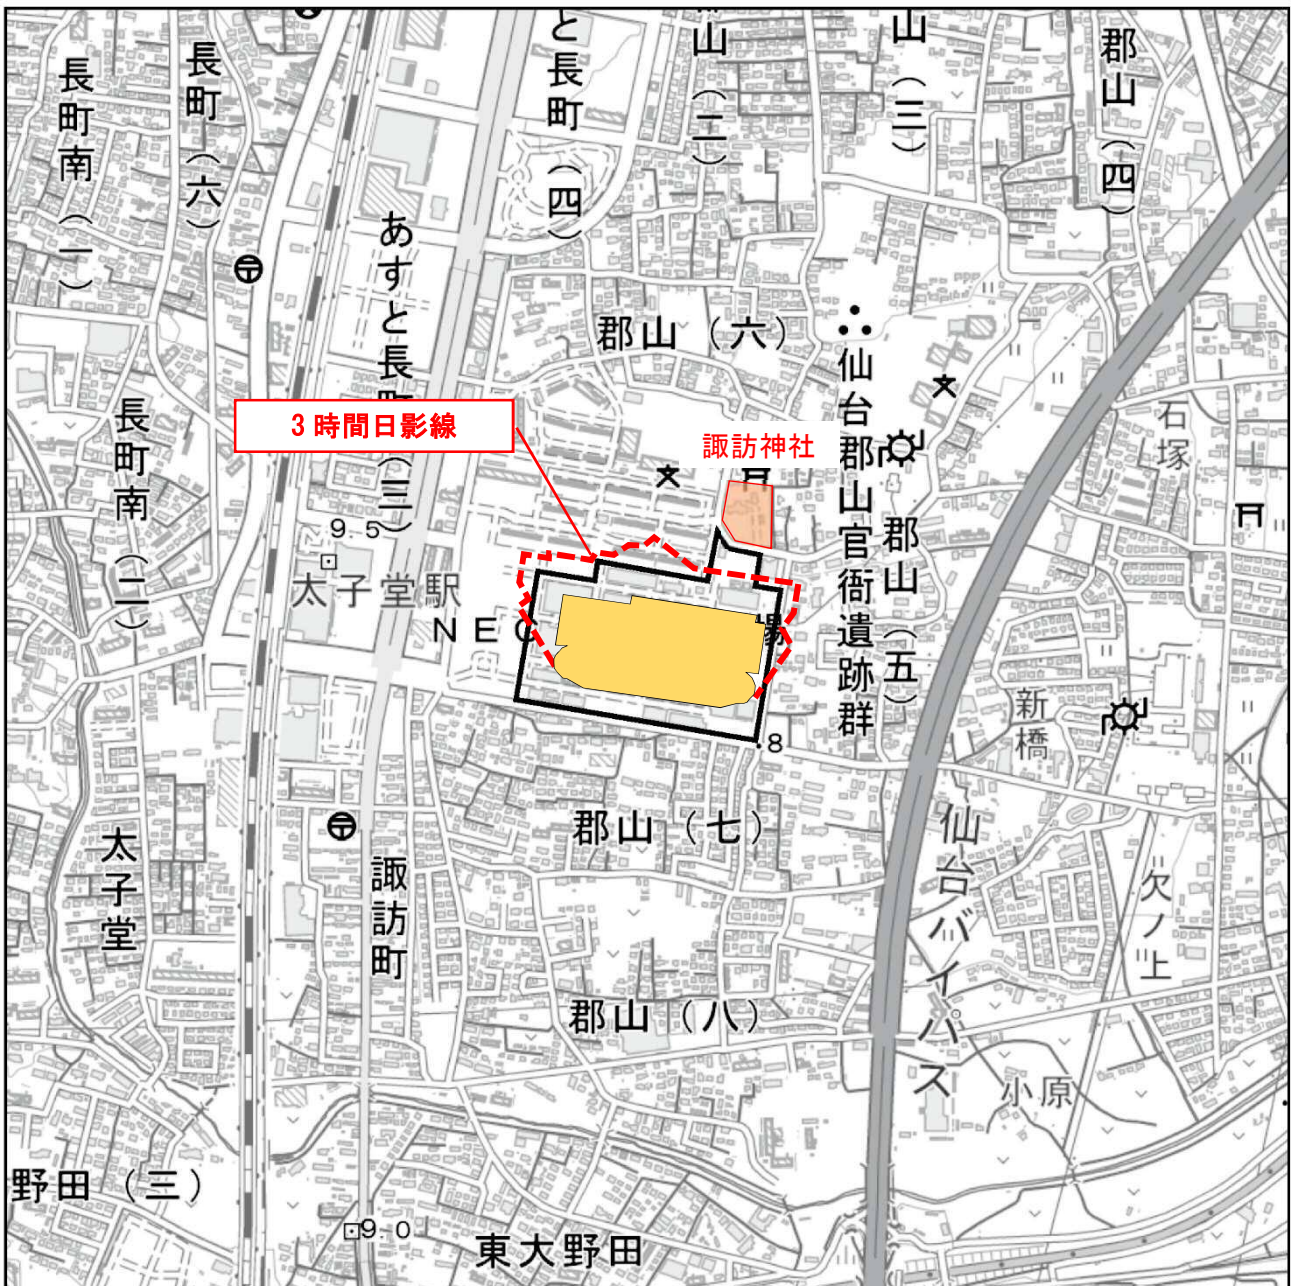 と長町（四）
山（二）
山（三）
郡山（四）
長町（六）
長町南（一）
あすと長町（三）
郡山（六）
仙台郡山官衙遺跡群
長町南（二）
3時間日影線
諏訪神社
石塚
9.5
太子堂駅
NEC
場
郡山（五）
新橋
8
郡山（七）
太子堂
諏訪町
仙台バイパス
欠ノ上
郡山（八）
小原
野田（三）
9.0
東大野田